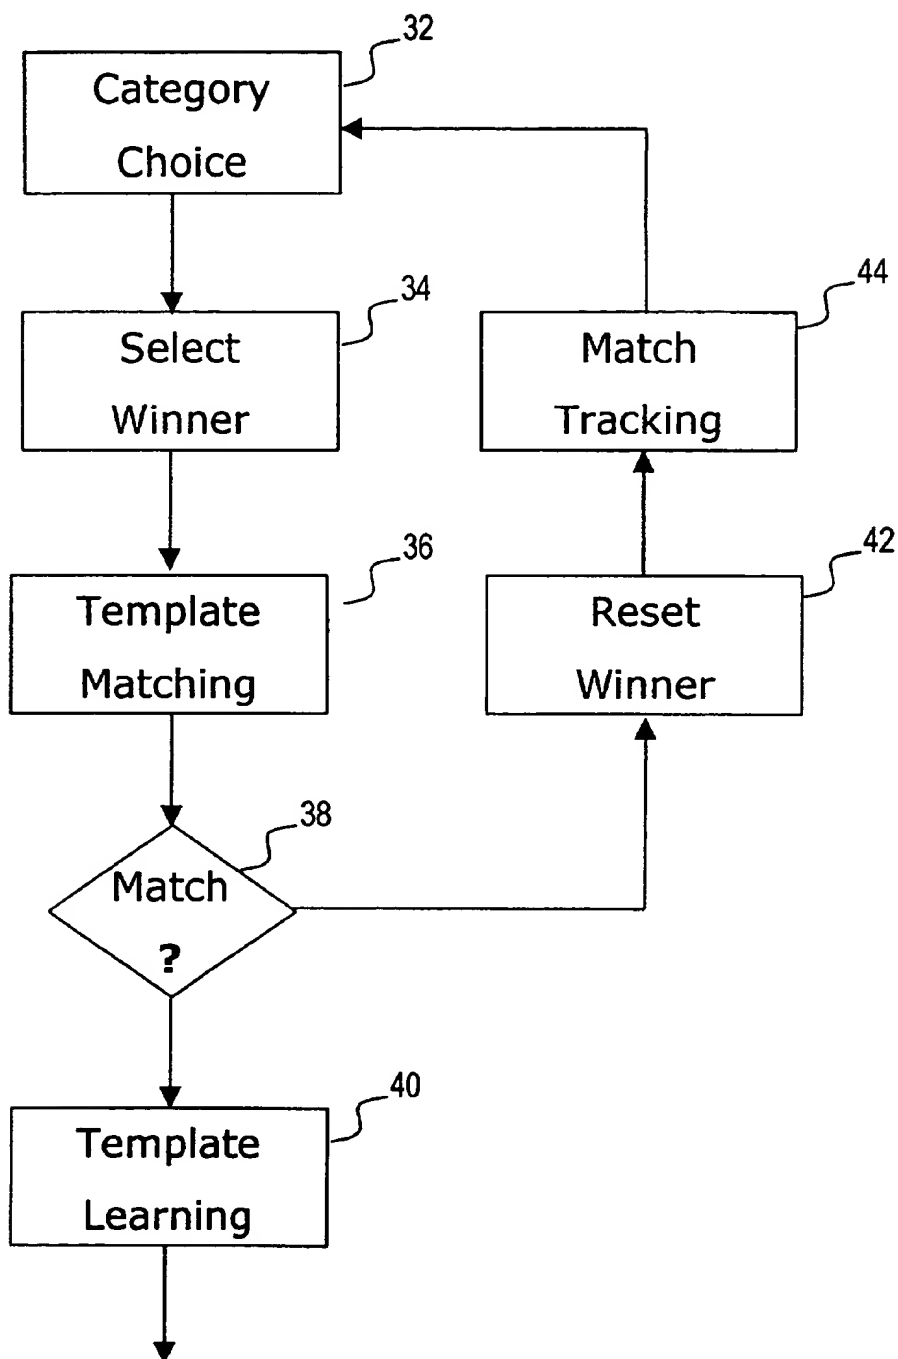 32
Category
Choice
34
Select
Winner
44
Match
Tracking
36
Template
Matching
42
Reset
Winner
38
Match
?
40
Template
Learning